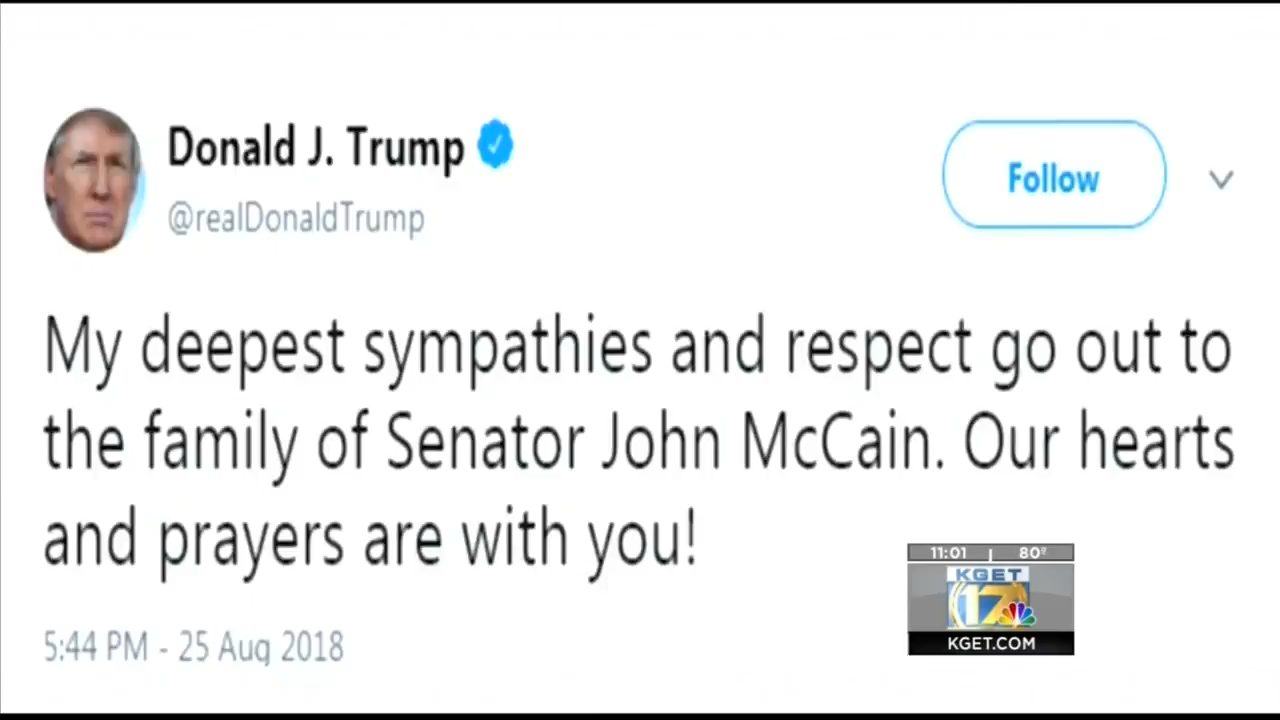 Donald J. Trump
@realDonaldTrump
Follow
My deepest sympathies and respect go out to
the family of Senator John McCain. Our hearts
and prayers are with you!
5:44 PM - 25 Aug 2018
11:01 | 80°
KGET
17
KGET.COM